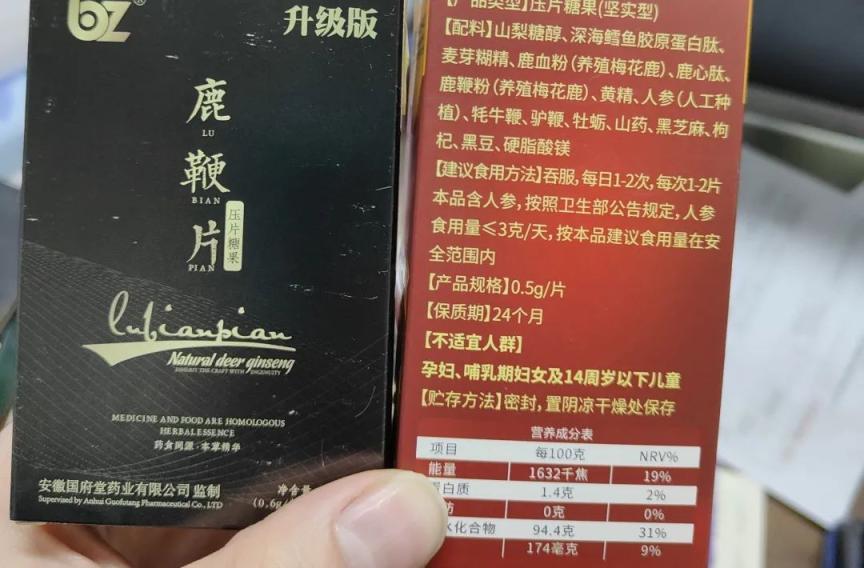 bz®
升级版
鹿
LU
鞭
BIAN
片
PIAN
压片糖果
Lubianpian
Natural deer ginseng
INHERIT THE CRAFT WITH INGENUITY
MEDICINE AND FOOD ARE HOMOLOGOUS
HERBAL ESSENCE
药食同源·本草精华
安徽国府堂药业有限公司 监制
Supervised by Anhui Guofutang Pharmaceutical Co., LTD
净含量
(0.6g/
【产品类型】压片糖果(坚实型)
【配料】山梨糖醇、深海鳕鱼胶原蛋白肽、
麦芽糊精、鹿血粉(养殖梅花鹿)、鹿心肽、
鹿鞭粉(养殖梅花鹿)、黄精、人参(人工种
植)、牦牛鞭、驴鞭、牡蛎、山药、黑芝麻、枸
杞、黑豆、硬脂酸镁
【建议食用方法】吞服,每日1-2次,每次1-2片
本品含人参,按照卫生部公告规定,人参
食用量≤3克/天,按本品建议食用量在安
全范围内
【产品规格】0.5g/片
【保质期】24个月
【不适宜人群】
孕妇、哺乳期妇女及14周岁以下儿童
【贮存方法】密封,置阴凉干燥处保存
营养成分表
项目 每100克 NRV%
能量 1632千焦 19%
蛋白质 1.4克 2%
肪 0克 0%
水化合物 94.4克 31%
174毫克 9%